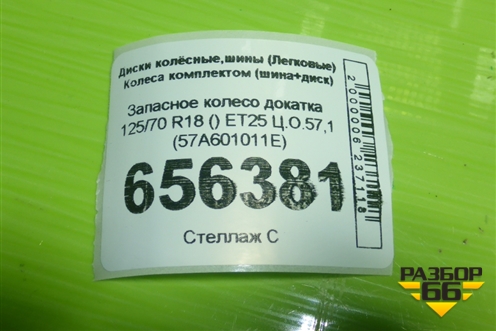 Диски колёсные,шины (Легковые)
Колеса комплектом (шина+диск)
Запасное колесо докатка
125/70 R18 () ET25 Ц.О.57,1
(57A601011E)
656381
Стеллаж С
2000006237118
РАЗБОР
66